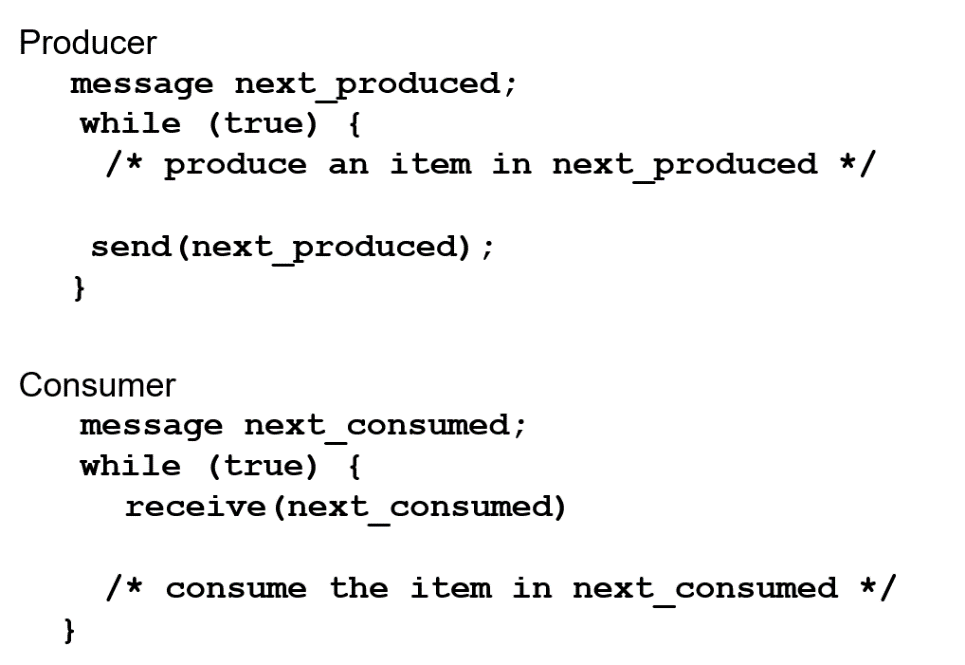 Producer
message next_produced;
while (true) {
/* produce an item in next_produced */
send(next_produced);
}
Consumer
message next_consumed;
while (true) {
receive(next_consumed)
/* consume the item in next_consumed */
}